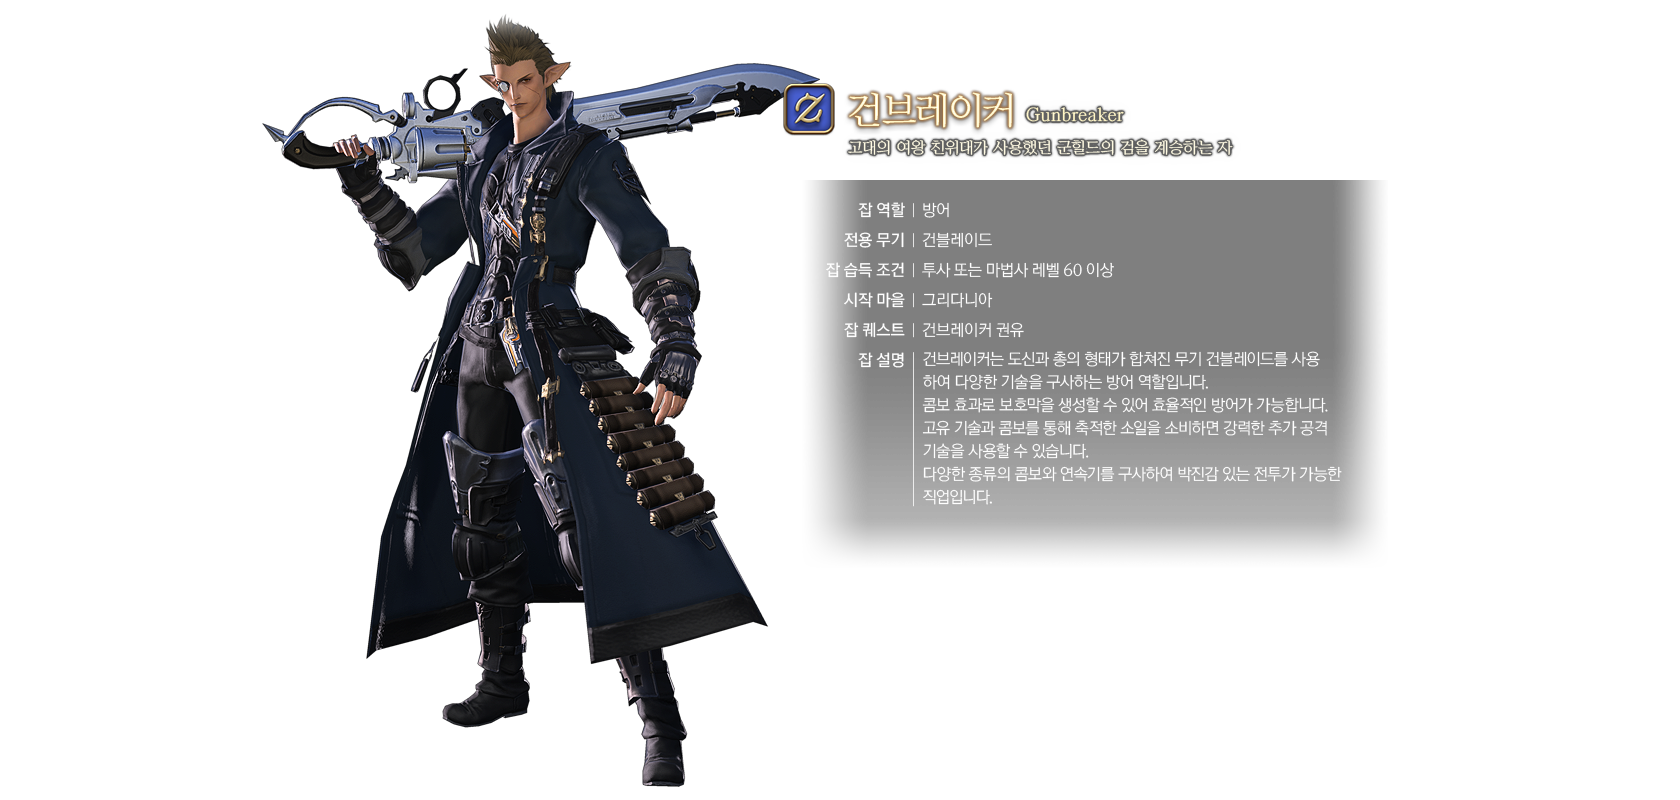 건브레이커 Gunbreaker
고대의 여왕 친위대가 사용했던 군힐드의 검을 계승하는 자
잡 역할 | 방어
전용 무기 | 건블레이드
잡 습득 조건 | 투사 또는 마법사 레벨 60 이상
시작 마을 | 그리다니아
잡 퀘스트 | 건브레이커 권유
잡 설명 | 건브레이커는 도신과 총의 형태가 합쳐진 무기 건블레이드를 사용
하여 다양한 기술을 구사하는 방어 역할입니다.
콤보 효과로 보호막을 생성할 수 있어 효율적인 방어가 가능합니다.
고유 기술과 콤보를 통해 축적한 소일을 소비하면 강력한 추가 공격
기술을 사용할 수 있습니다.
다양한 종류의 콤보와 연속기를 구사하여 박진감 있는 전투가 가능한
직업입니다.